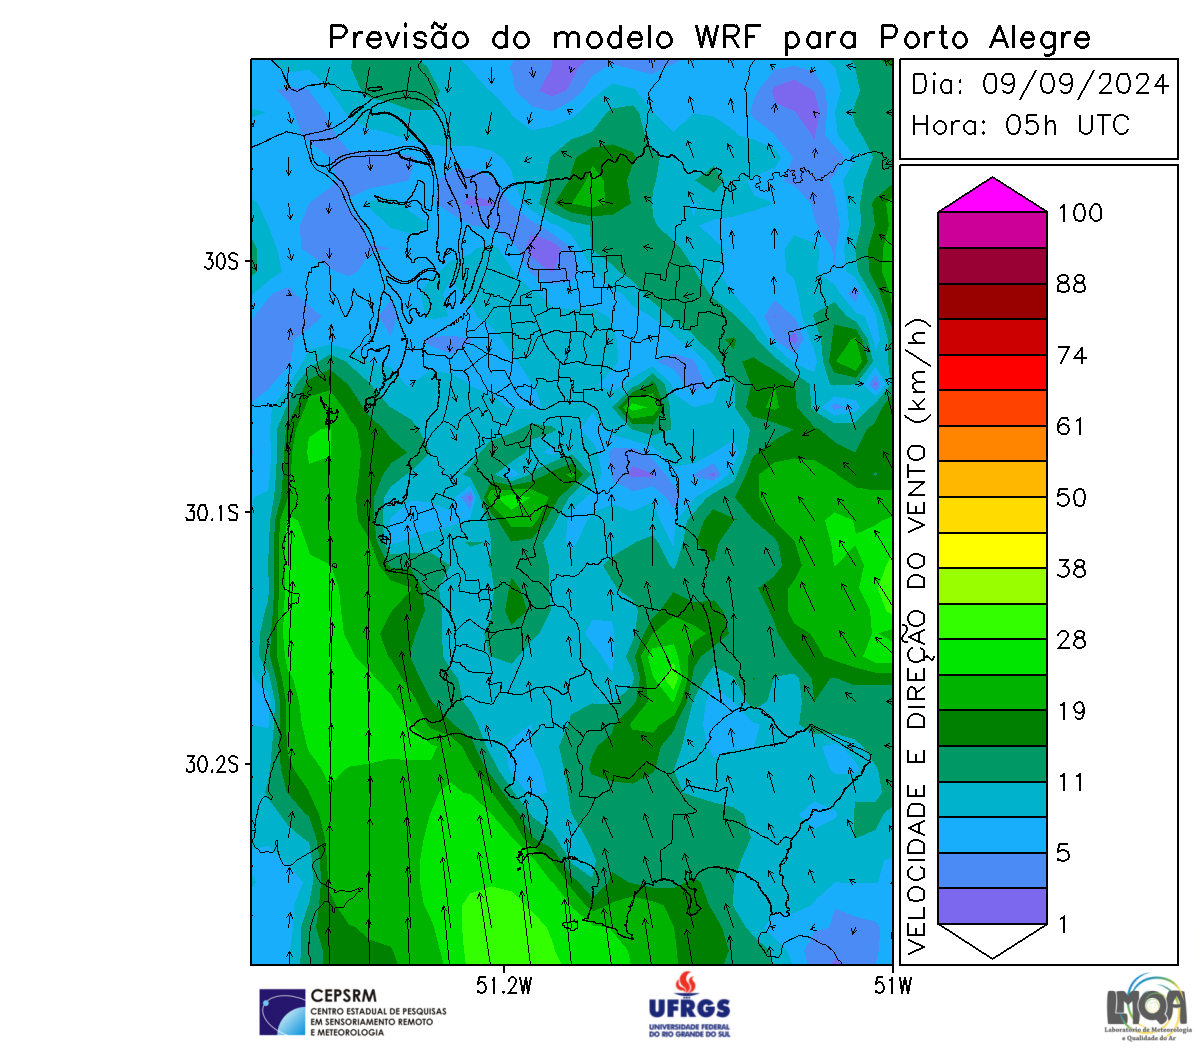 Previsão do modelo WRF para Porto Alegre
Dia: 09/09/2024
Hora: 05h UTC
30S
30.1S
30.2S
51.2W
51W
VELOCIDADE E DIREÇÃO DO VENTO (km/h)
100
88
74
61
50
38
28
19
11
5
1
CEPSRM
CENTRO ESTADUAL DE PESQUISAS
EM SENSORIAMENTO REMOTO
E METEOROLOGIA
UFRGS
UNIVERSIDADE FEDERAL
DO RIO GRANDE DO SUL
LMQA
Laboratório de Meteorologia
e Qualidade do Ar